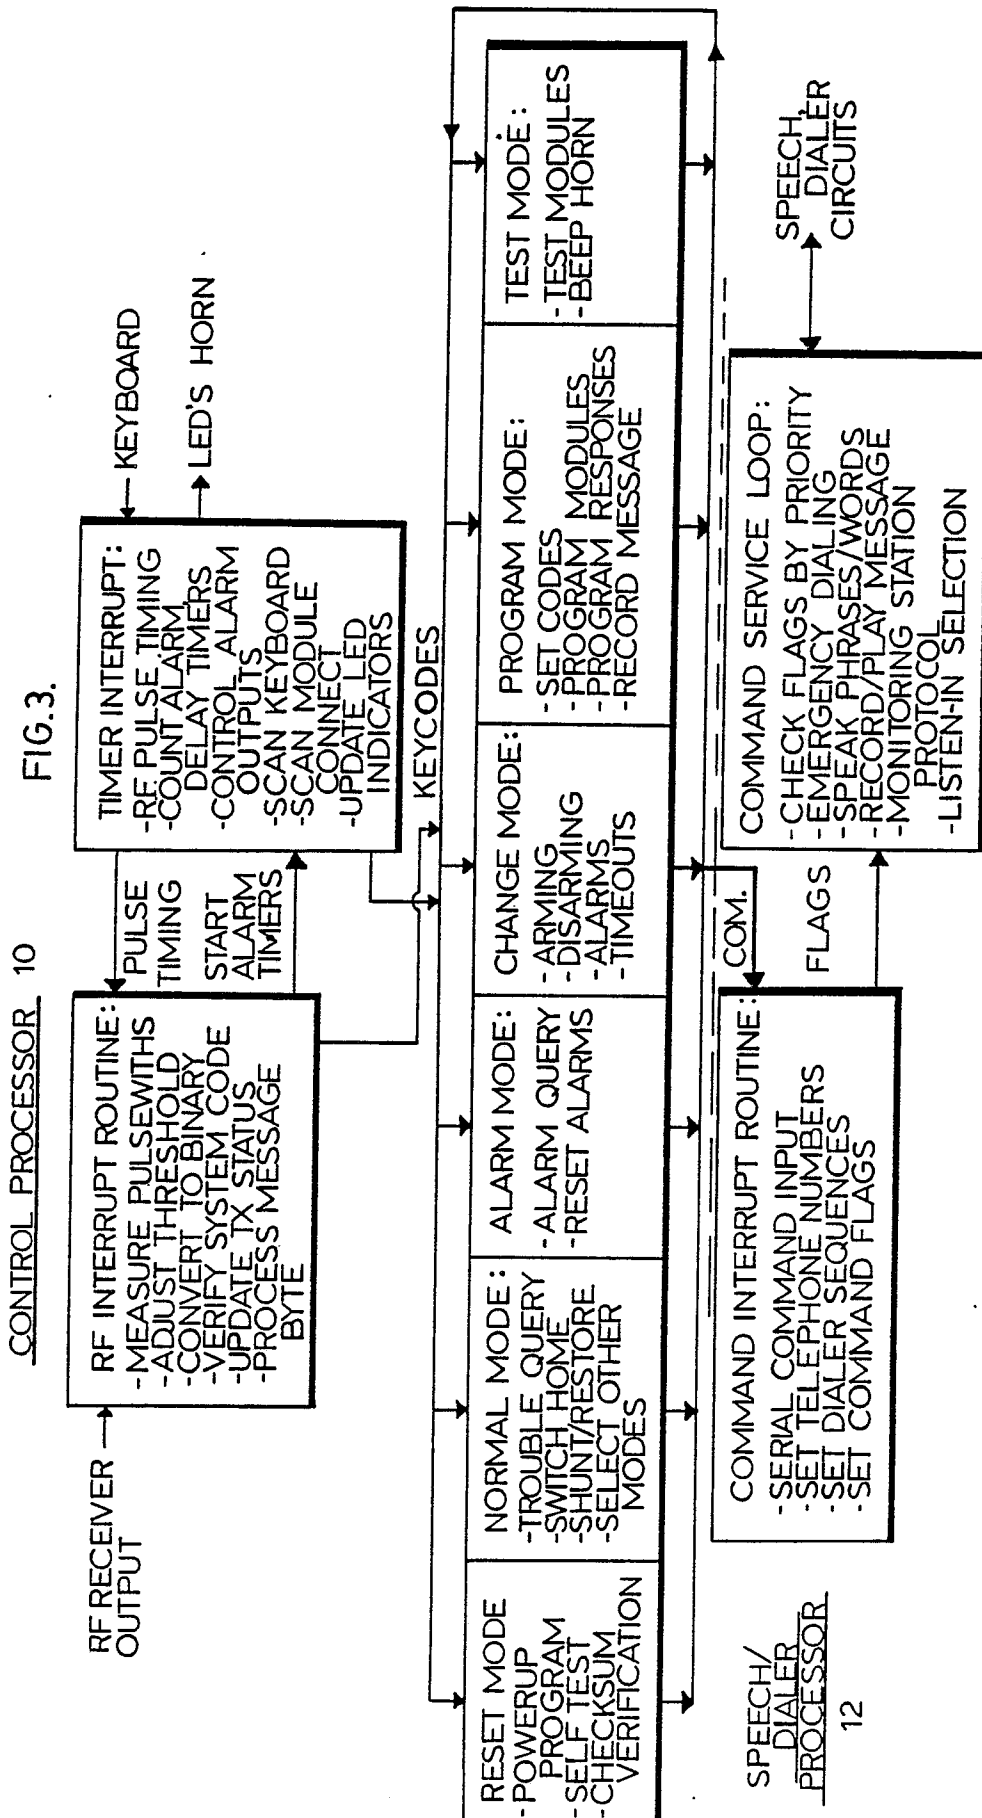 FIG.3.
CONTROL PROCESSOR 10
RF RECEIVER
OUTPUT
RF INTERRUPT ROUTINE:
-MEASURE PULSEWITHS
-ADJUST THRESHOLD
-CONVERT TO BINARY
-VERIFY SYSTEM CODE
-UPDATE TX STATUS
-PROCESS MESSAGE
BYTE
PULSE
TIMING
START
ALARM
TIMERS
TIMER INTERRUPT:
-R.F. PULSE TIMING
-COUNT ALARM
DELAY TIMERS
-CONTROL ALARM
OUTPUTS
-SCAN KEYBOARD
-SCAN MODULE
CONNECT
-UPDATE LED
INDICATORS
KEYBOARD
LED'S HORN
KEYCODES
RESET MODE
-POWERUP
PROGRAM
-SELF TEST
-CHECKSUM
VERIFICATION
NORMAL MODE:
-TROUBLE QUERY
-SWITCH HOME
-SHUNT/RESTORE
-SELECT OTHER
MODES
ALARM MODE:
-ALARM QUERY
-RESET ALARMS
CHANGE MODE:
-ARMING
-DISARMING
-ALARMS
-TIMEOUTS
PROGRAM MODE:
-SET CODES
-PROGRAM MODULES
-PROGRAM RESPONSES
-RECORD MESSAGE
TEST MODE:
-TEST MODULES
-BEEP HORN
COM.
SPEECH/
DIALER
PROCESSOR
12
COMMAND INTERRUPT ROUTINE:
-SERIAL COMMAND INPUT
-SET TELEPHONE NUMBERS
-SET DIALER SEQUENCES
-SET COMMAND FLAGS
FLAGS
COMMAND SERVICE LOOP:
-CHECK FLAGS BY PRIORITY
-EMERGENCY DIALING
-SPEAK PHRASES/WORDS
-RECORD/PLAY MESSAGE
-MONITORING STATION
PROTOCOL
-LISTEN-IN SELECTION
SPEECH,
DIALER
CIRCUITS